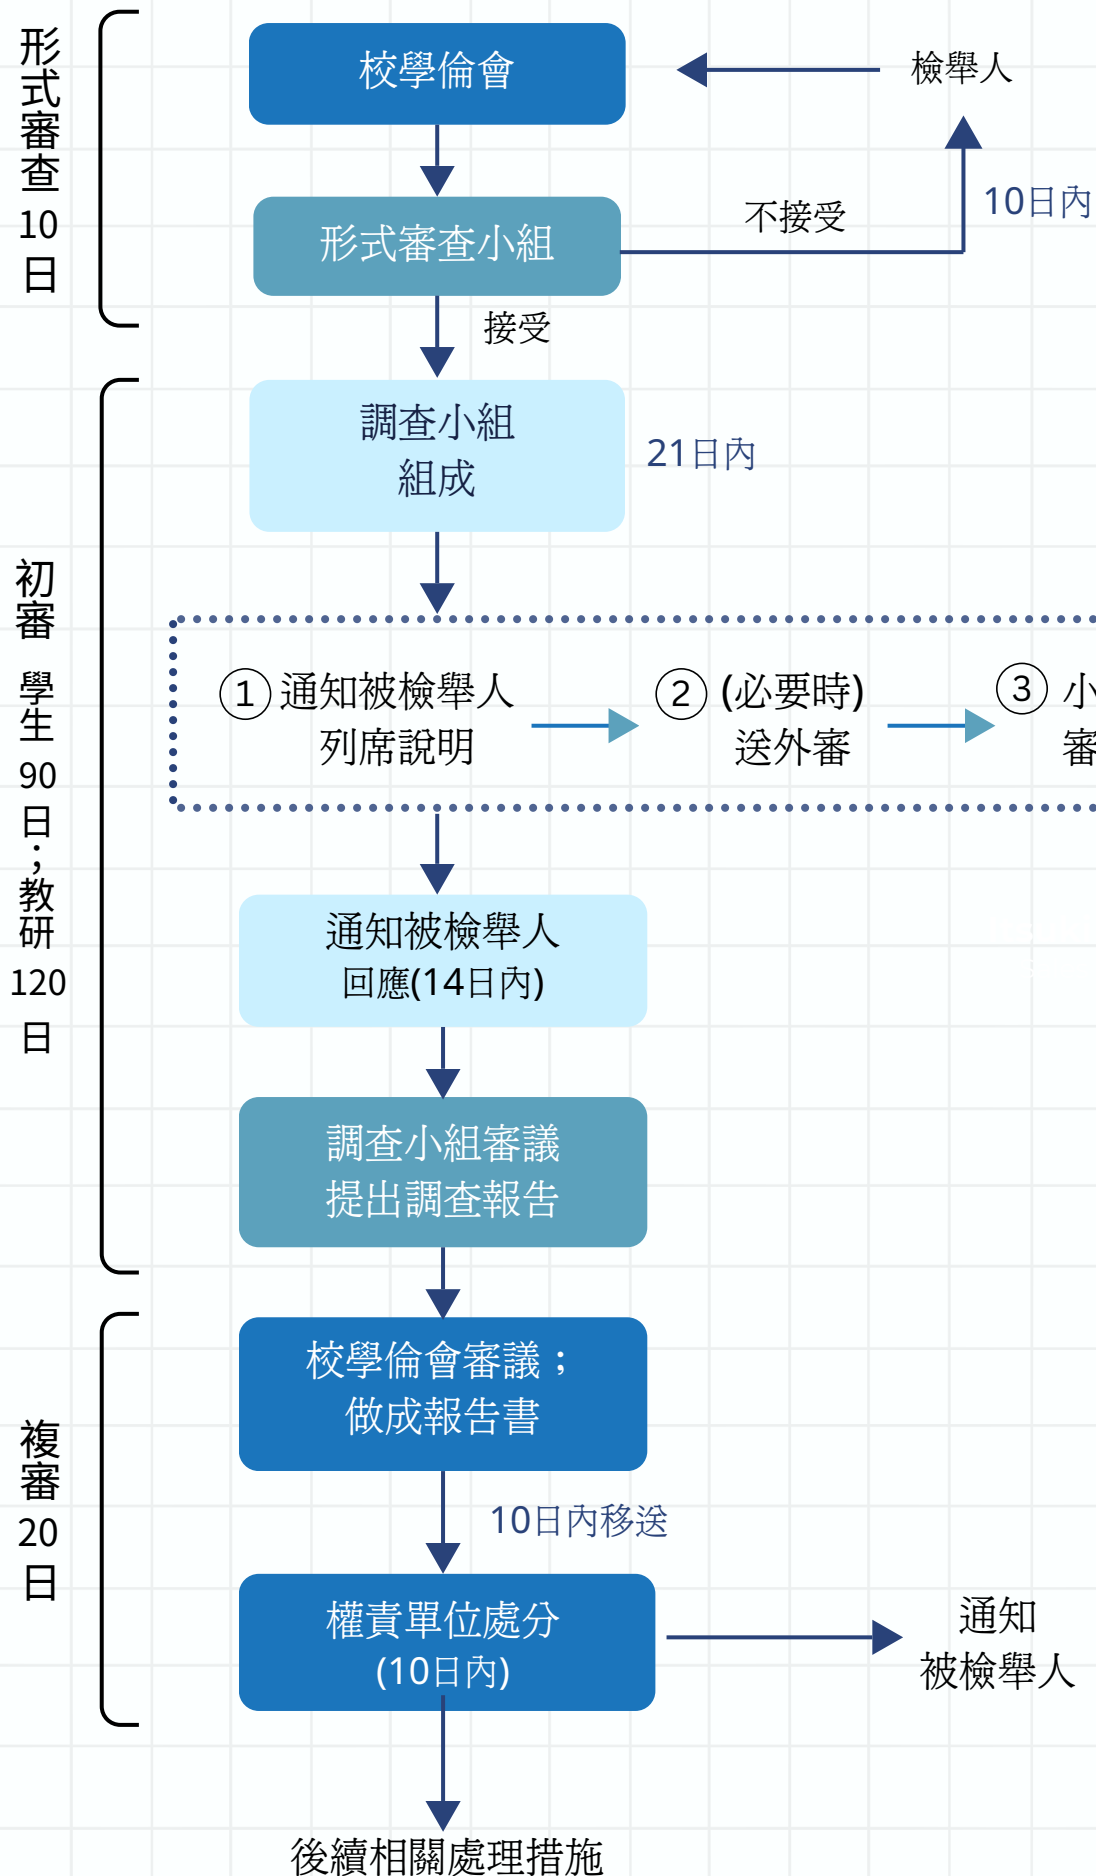 形式審查10日
校學倫會
檢舉人
形式審查小組
不接受
10日內
接受
調查小組
組成
21日內
初審 學生90日；教研120日
① 通知被檢舉人
列席說明
② (必要時)
送外審
③ 小
審
通知被檢舉人
回應(14日內)
調查小組審議
提出調查報告
複審20日
校學倫會審議；
做成報告書
10日內移送
權責單位處分
(10日內)
通知
被檢舉人
後續相關處理措施